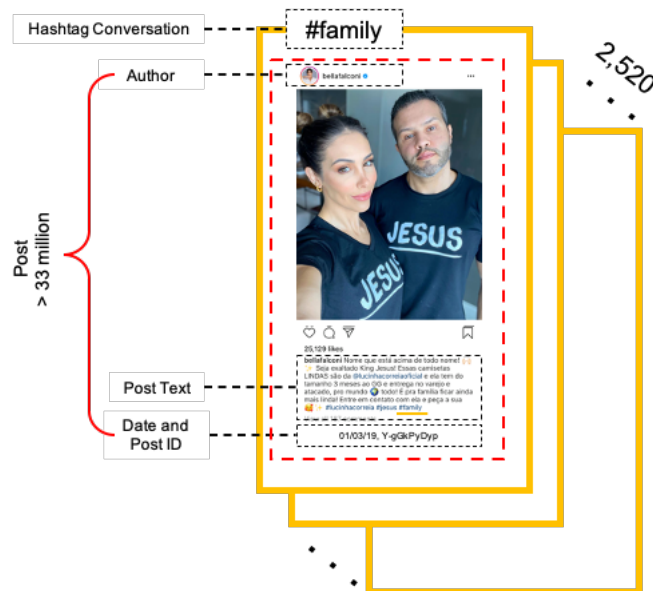 Hashtag Conversation
#family
2,520
Author
bellafalconi
JESUS
JESUS
Post
> 33 million
25,129 likes
bellafalconi Nome que está acima de todo nome! 🙌
✨ Seja exaltado King Jesus! Essas camisetas
LINDAS são da @lucinhacorreiaoficial e ela tem do
tamanho 3 meses ao GG e entrega no varejo e
atacado, pro mundo 🌍 todo! É pra família ficar ainda
mais linda! Entre em contato com ela e peça a sua
🥰✨ #lucinhacorreia #jesus #family
Post Text
Date and
Post ID
01/03/19, Y-gGkPyDyp